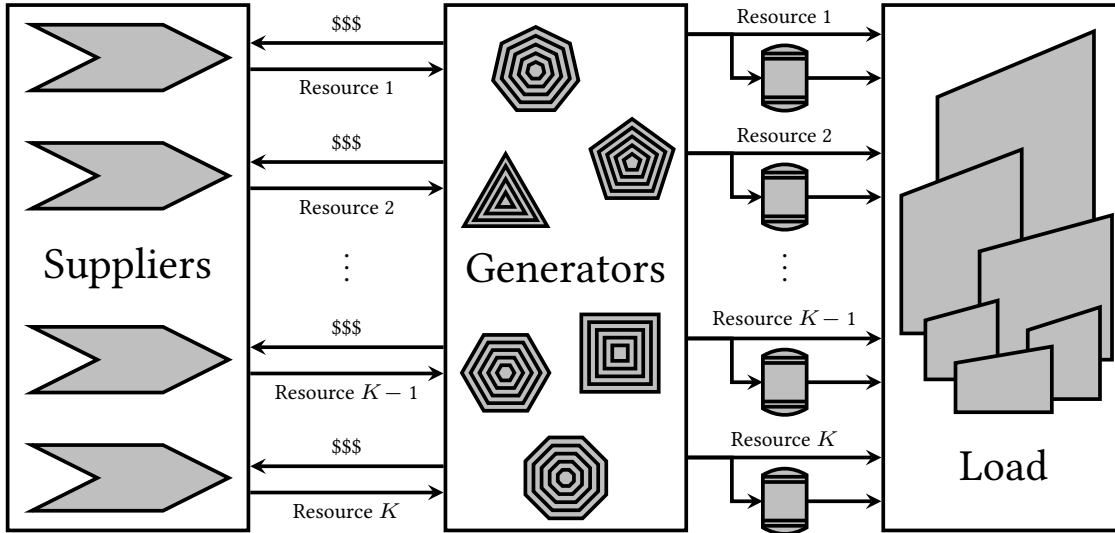 $$$
Resource 1
$$$
Resource 2
Suppliers
⋮
$$$
Resource K − 1
$$$
Resource K
Generators
Resource 1
Resource 2
⋮
Resource K − 1
Resource K
Load